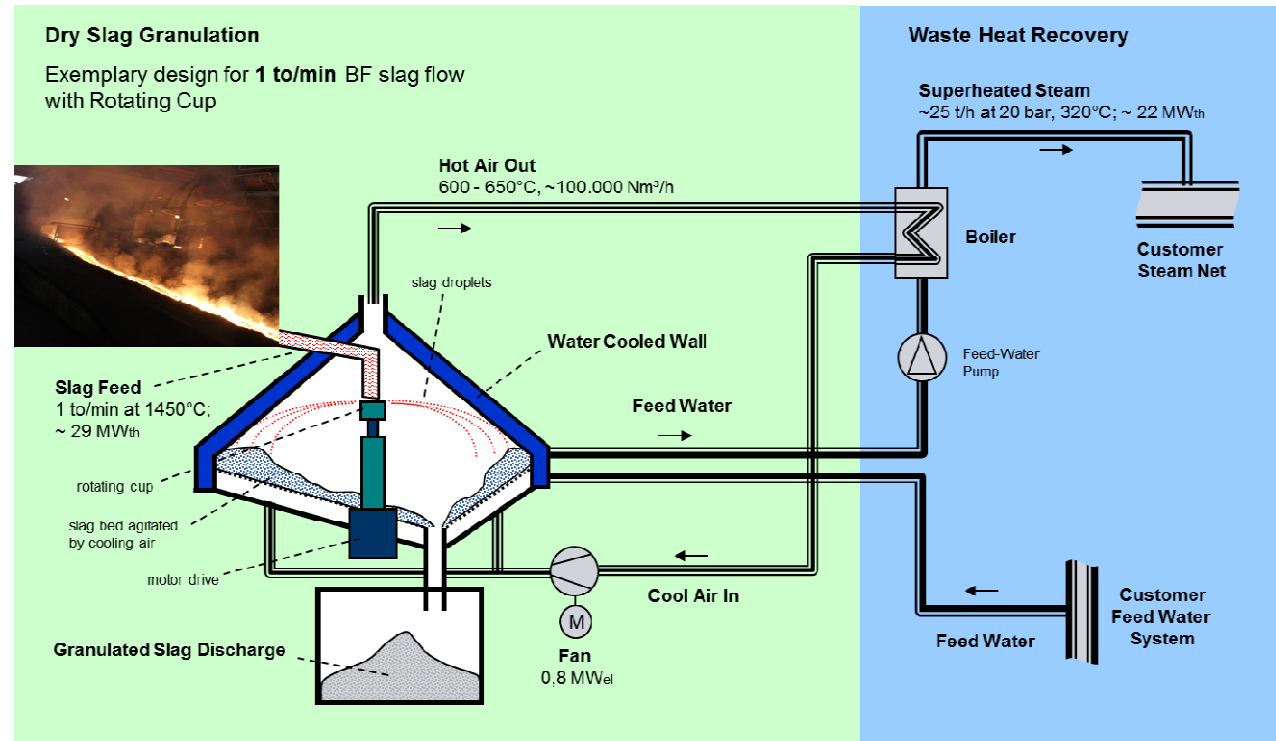 Dry Slag Granulation
Exemplary design for 1 to/min BF slag flow
with Rotating Cup
Waste Heat Recovery
Superheated Steam
~25 t/h at 20 bar, 320°C; ~ 22 MWth
Hot Air Out
600 - 650°C, ~100.000 Nm³/h
Boiler
Customer
Steam Net
slag droplets
Water Cooled Wall
Feed-Water
Pump
Slag Feed
1 to/min at 1450°C;
~ 29 MWth
Feed Water
rotating cup
slag bed agitated
by cooling air
motor drive
Cool Air In
Customer
Feed Water
System
Feed Water
M
Fan
0,8 MWel
Granulated Slag Discharge